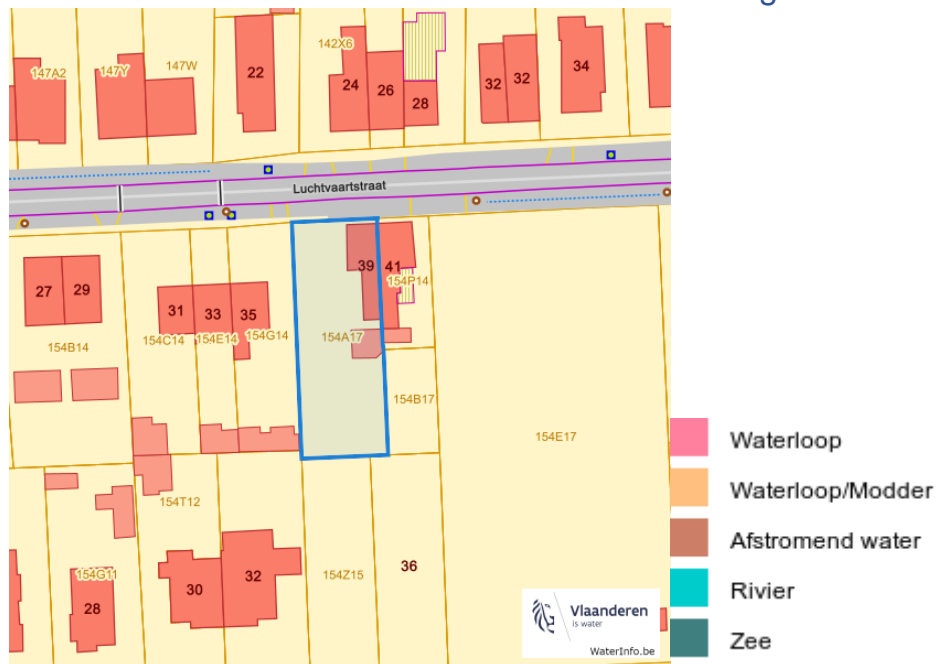 g
142X6
147A2
147Y
147W
22
24
26
28
32
32
34
Luchtvaartstraat
27
29
31
33
35
39
41
154P14
154B14
154C14
154E14
154G14
154A17
154B17
154E17
154T12
154G11
28
30
32
154Z15
36
Vlaanderen
is water
WaterInfo.be
Waterloop
Waterloop/Modder
Afstromend water
Rivier
Zee